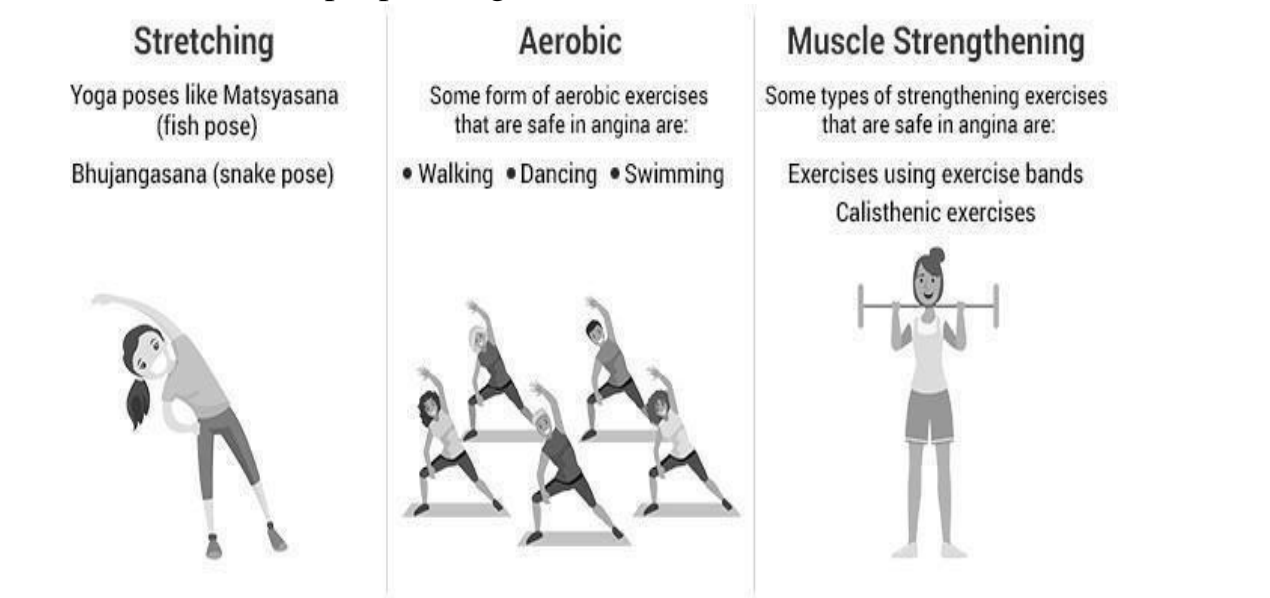 Stretching
Yoga poses like Matsyasana
(fish pose)
Bhujangasana (snake pose)
Aerobic
Some form of aerobic exercises
that are safe in angina are:
• Walking • Dancing • Swimming
Muscle Strengthening
Some types of strengthening exercises
that are safe in angina are:
Exercises using exercise bands
Calisthenic exercises